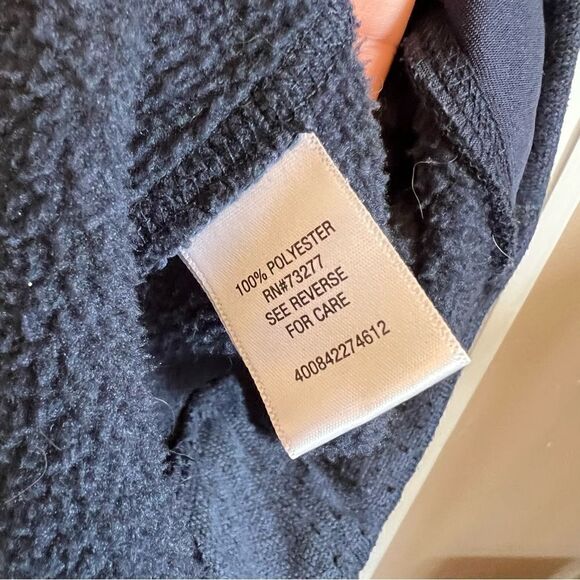 100% POLYESTER
RN#73277
SEE REVERSE
FOR CARE
400842274612